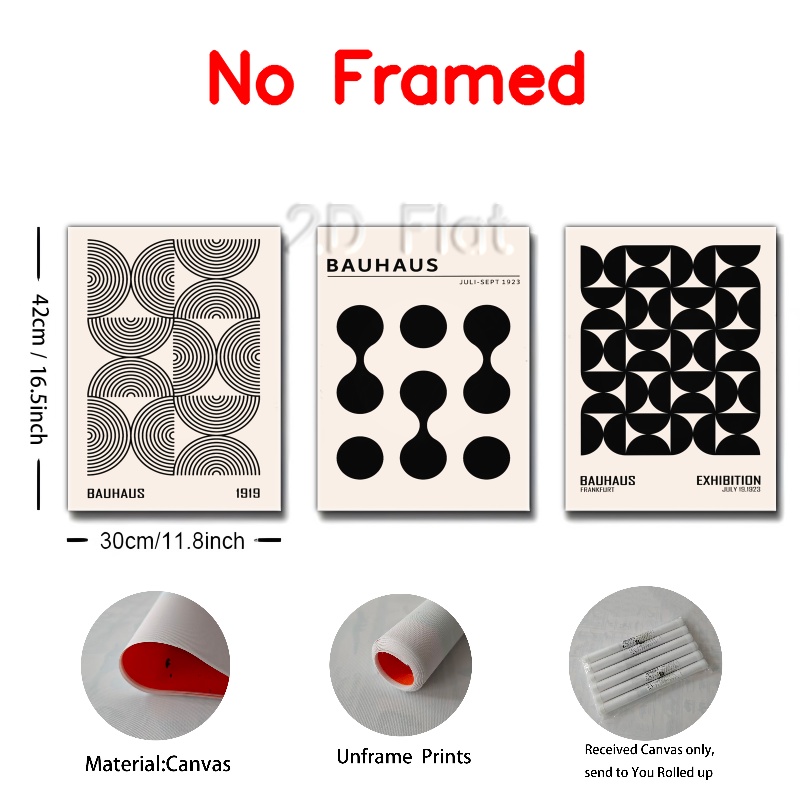 No Framed
2D Flat
BAUHAUS
JULI-SEPT 1923
42cm / 16.5inch
BAUHAUS 1919
BAUHAUS EXHIBITION
FRANKFURT JULY 19.1923
30cm/11.8inch
Material:Canvas
Unframe Prints
Received Canvas only,
send to You Rolled up